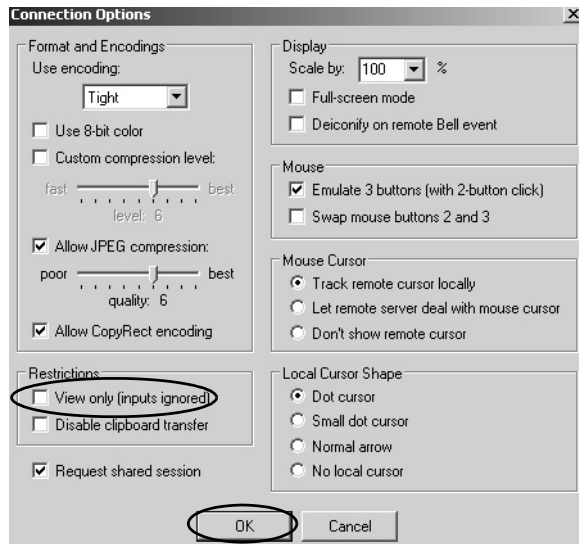 Connection Options
Format and Encodings
Use encoding:
Tight
Use 8-bit color
Custom compression level:
fast best
level: 6
Allow JPEG compression:
poor best
quality: 6
Allow CopyRect encoding
Restrictions
View only (inputs ignored)
Disable clipboard transfer
Request shared session
Display
Scale by: 100 %
Full-screen mode
Deiconify on remote Bell event
Mouse
Emulate 3 buttons (with 2-button click)
Swap mouse buttons 2 and 3
Mouse Cursor
Track remote cursor locally
Let remote server deal with mouse cursor
Don't show remote cursor
Local Cursor Shape
Dot cursor
Small dot cursor
Normal arrow
No local cursor
OK Cancel